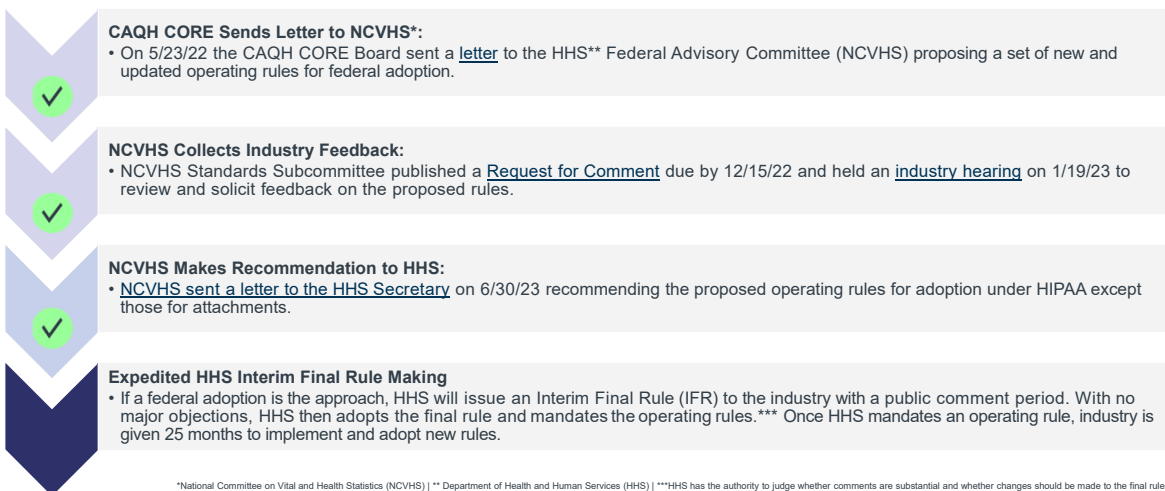 CAQH CORE Sends Letter to NCVHS*:
• On 5/23/22 the CAQH CORE Board sent a letter to the HHS** Federal Advisory Committee (NCVHS) proposing a set of new and
updated operating rules for federal adoption.
NCVHS Collects Industry Feedback:
• NCVHS Standards Subcommittee published a Request for Comment due by 12/15/22 and held an industry hearing on 1/19/23 to
review and solicit feedback on the proposed rules.
NCVHS Makes Recommendation to HHS:
• NCVHS sent a letter to the HHS Secretary on 6/30/23 recommending the proposed operating rules for adoption under HIPAA except
those for attachments.
Expedited HHS Interim Final Rule Making
• If a federal adoption is the approach, HHS will issue an Interim Final Rule (IFR) to the industry with a public comment period. With no
major objections, HHS then adopts the final rule and mandates the operating rules.*** Once HHS mandates an operating rule, industry is
given 25 months to implement and adopt new rules.
*National Committee on Vital and Health Statistics (NCVHS) | ** Department of Health and Human Services (HHS) | ***HHS has the authority to judge whether comments are substantial and whether changes should be made to the final rule